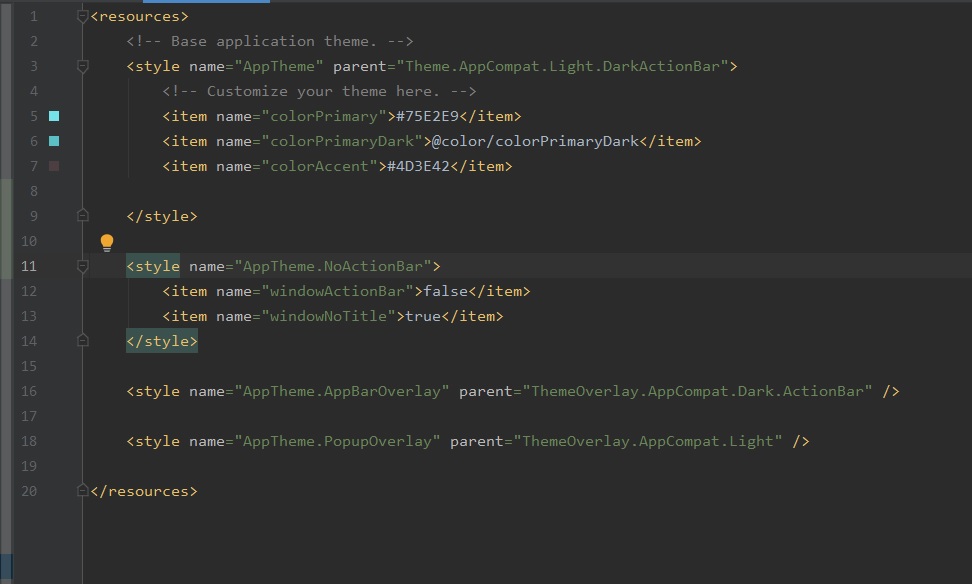 1 <resources>
2 <!-- Base application theme. -->
3 <style name="AppTheme" parent="Theme.AppCompat.Light.DarkActionBar">
4 <!-- Customize your theme here. -->
5 <item name="colorPrimary">#75E2E9</item>
6 <item name="colorPrimaryDark">@color/colorPrimaryDark</item>
7 <item name="colorAccent">#4D3E42</item>
8
9 </style>
10
11 <style name="AppTheme.NoActionBar">
12 <item name="windowActionBar">false</item>
13 <item name="windowNoTitle">true</item>
14 </style>
15
16 <style name="AppTheme.AppBarOverlay" parent="ThemeOverlay.AppCompat.Dark.ActionBar" />
17
18 <style name="AppTheme.PopupOverlay" parent="ThemeOverlay.AppCompat.Light" />
19
20 </resources>